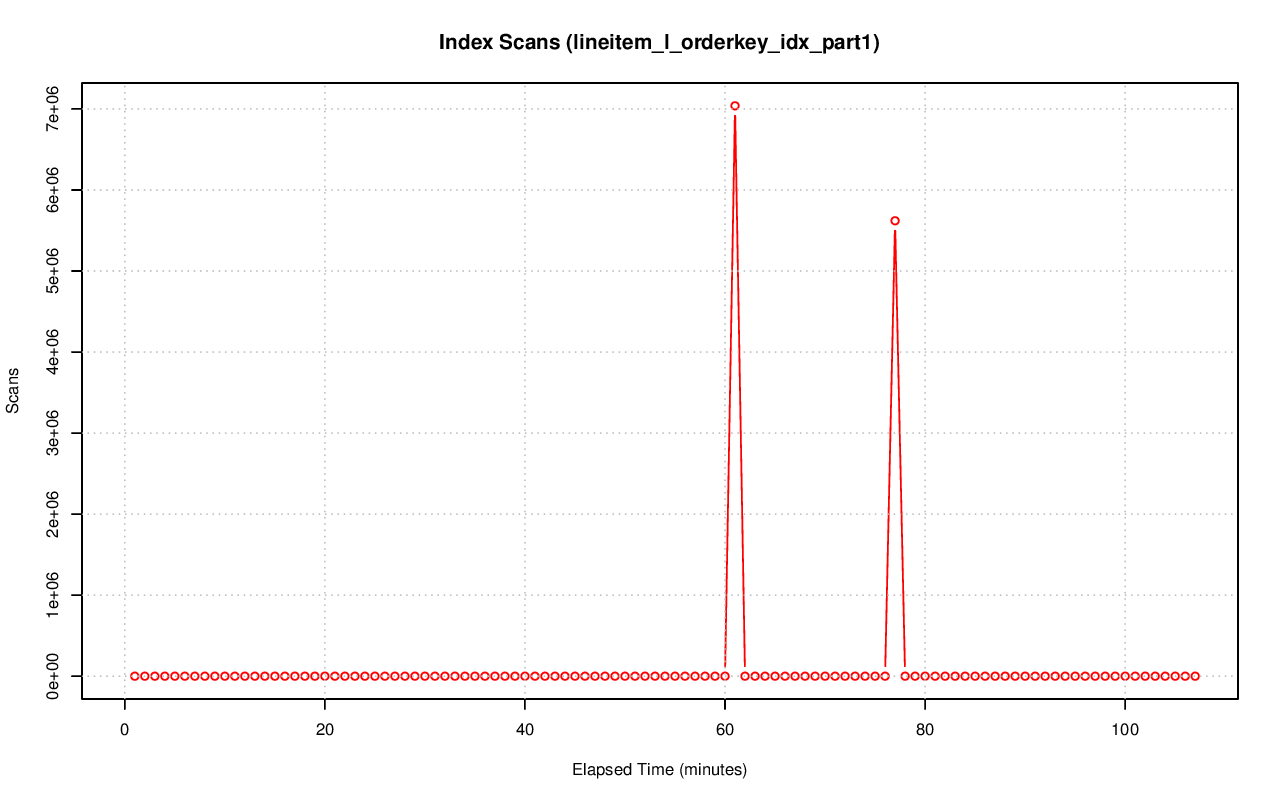 Index Scans (lineitem_l_orderkey_idx_part1)
7e+06
6e+06
5e+06
4e+06
3e+06
2e+06
1e+06
0e+00
Scans
0 20 40 60 80 100
Elapsed Time (minutes)